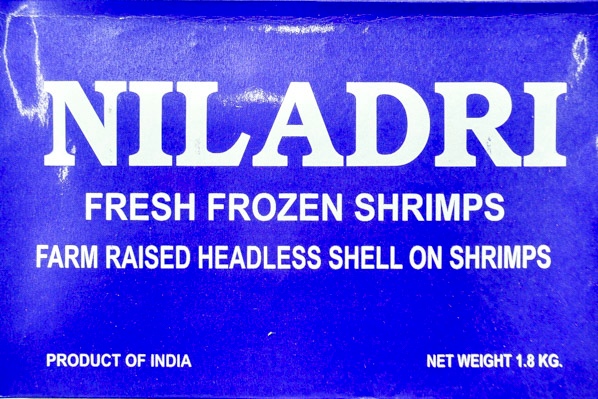 NILADRI
FRESH FROZEN SHRIMPS
FARM RAISED HEADLESS SHELL ON SHRIMPS
PRODUCT OF INDIA
NET WEIGHT 1.8 KG.